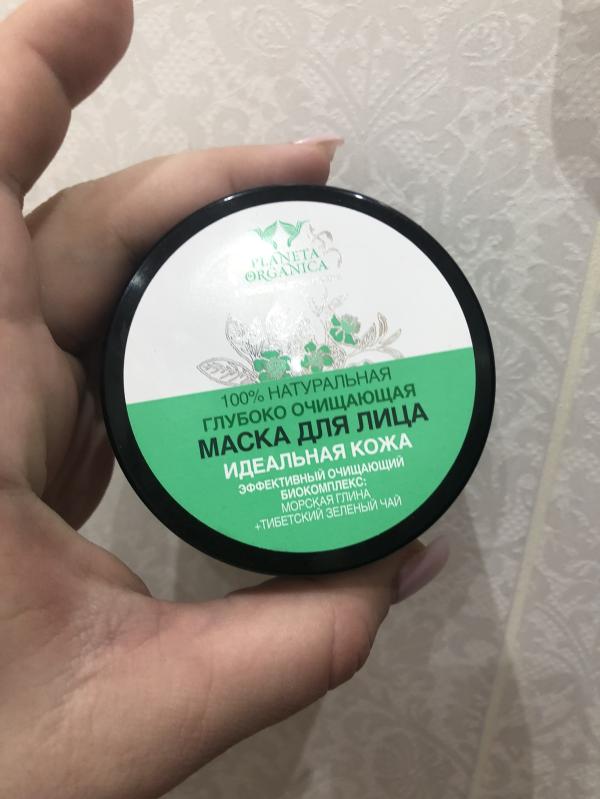 PLANETA
ORGANICA
100% НАТУРАЛЬНАЯ
ГЛУБОКО ОЧИЩАЮЩАЯ
МАСКА ДЛЯ ЛИЦА
ИДЕАЛЬНАЯ КОЖА
ЭФФЕКТИВНЫЙ ОЧИЩАЮЩИЙ
БИОКОМПЛЕКС:
МОРСКАЯ ГЛИНА
+ТИБЕТСКИЙ ЗЕЛЕНЫЙ ЧАЙ